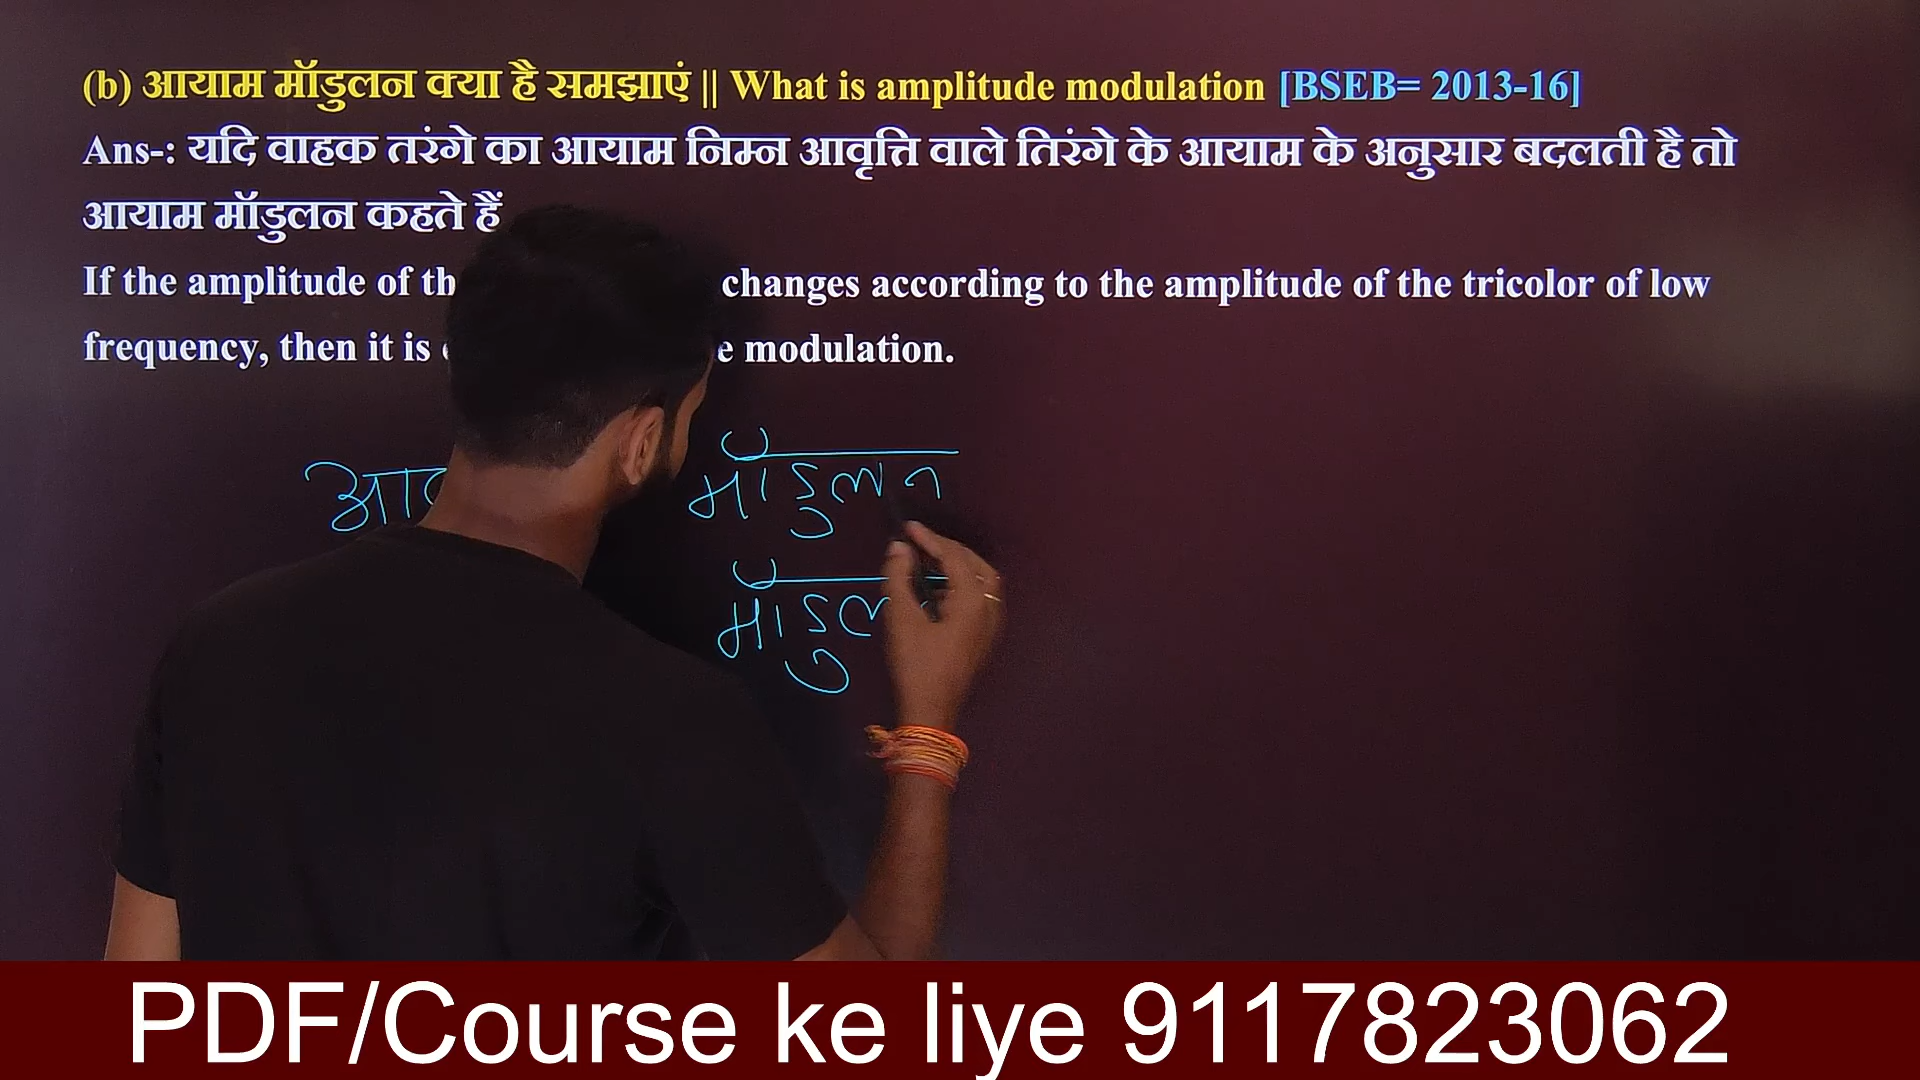 (b) आयाम मॉडुलन क्या है समझाएं || What is amplitude modulation [BSEB= 2013-16]
Ans-: यदि वाहक तरंगे का आयाम निम्न आवृत्ति वाले तिरंगे के आयाम के अनुसार बदलती है तो
आयाम मॉडुलन कहते हैं
If the amplitude of changes according to the amplitude of the tricolor of low
frequency, then it is modulation.
मॉडुलन
PDF/Course ke liye 9117823062